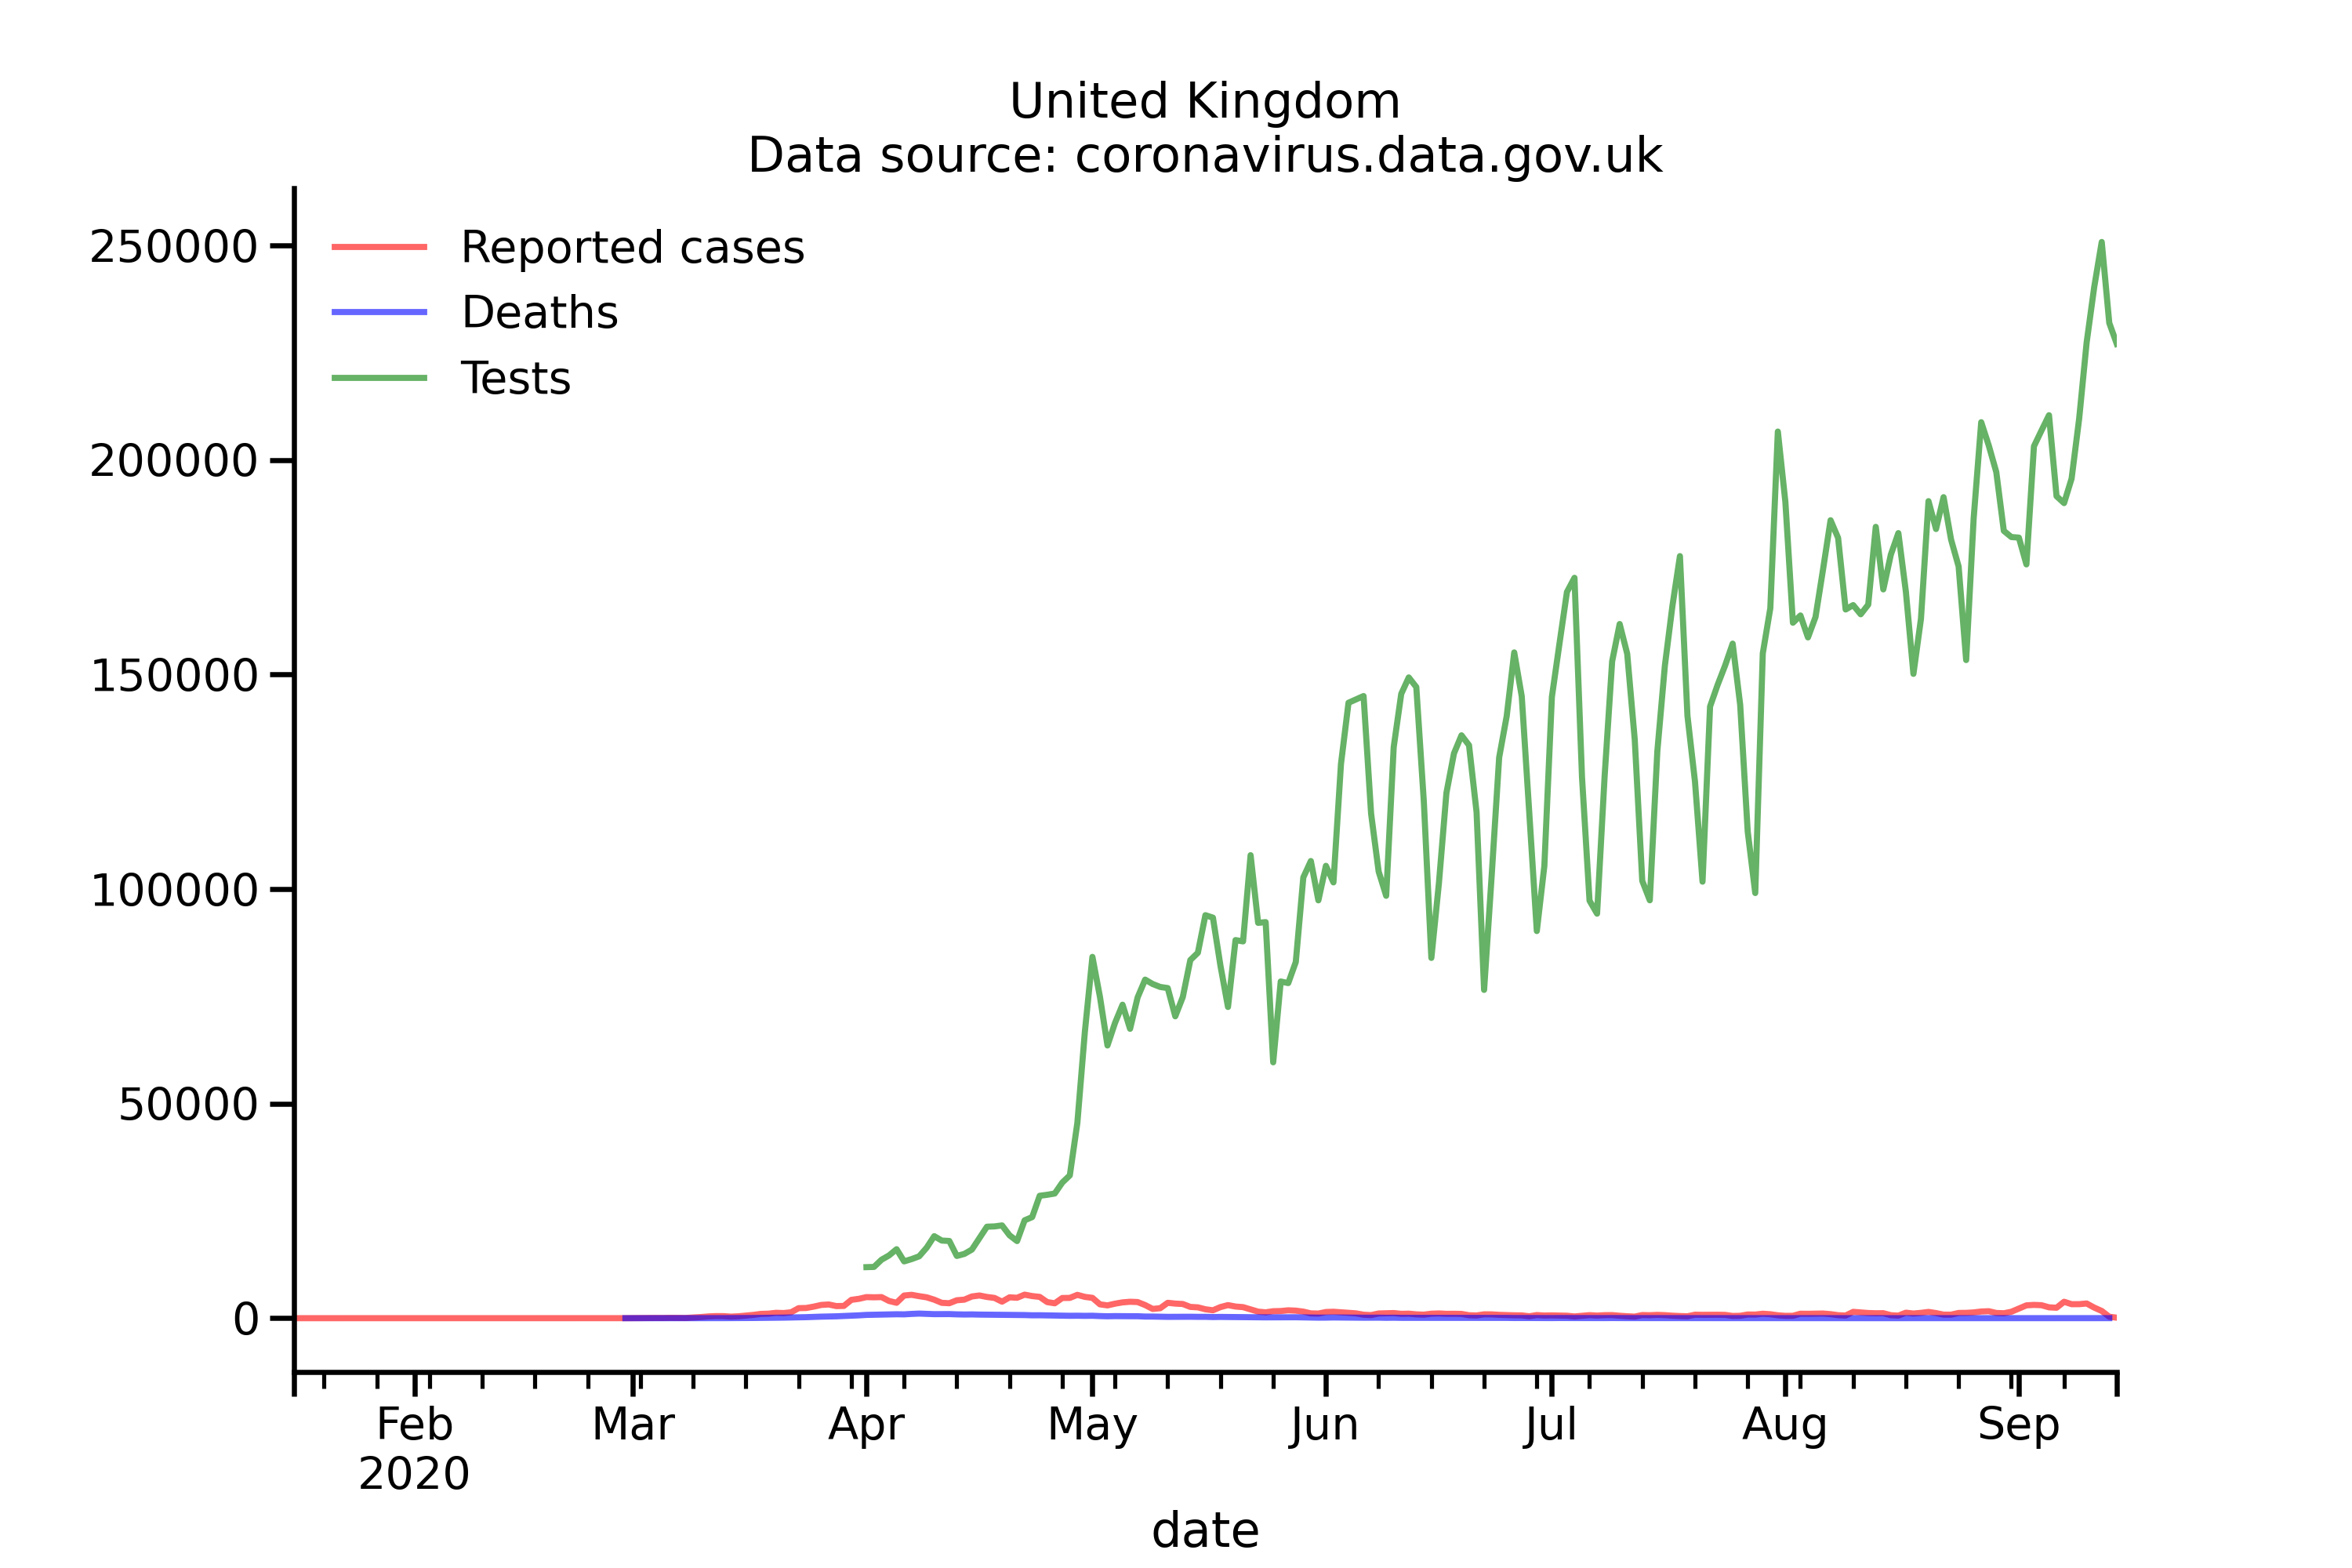 United Kingdom
Data source: coronavirus.data.gov.uk
250000
200000
150000
100000
50000
0
Reported cases
Deaths
Tests
Feb Mar Apr May Jun Jul Aug Sep
2020
date